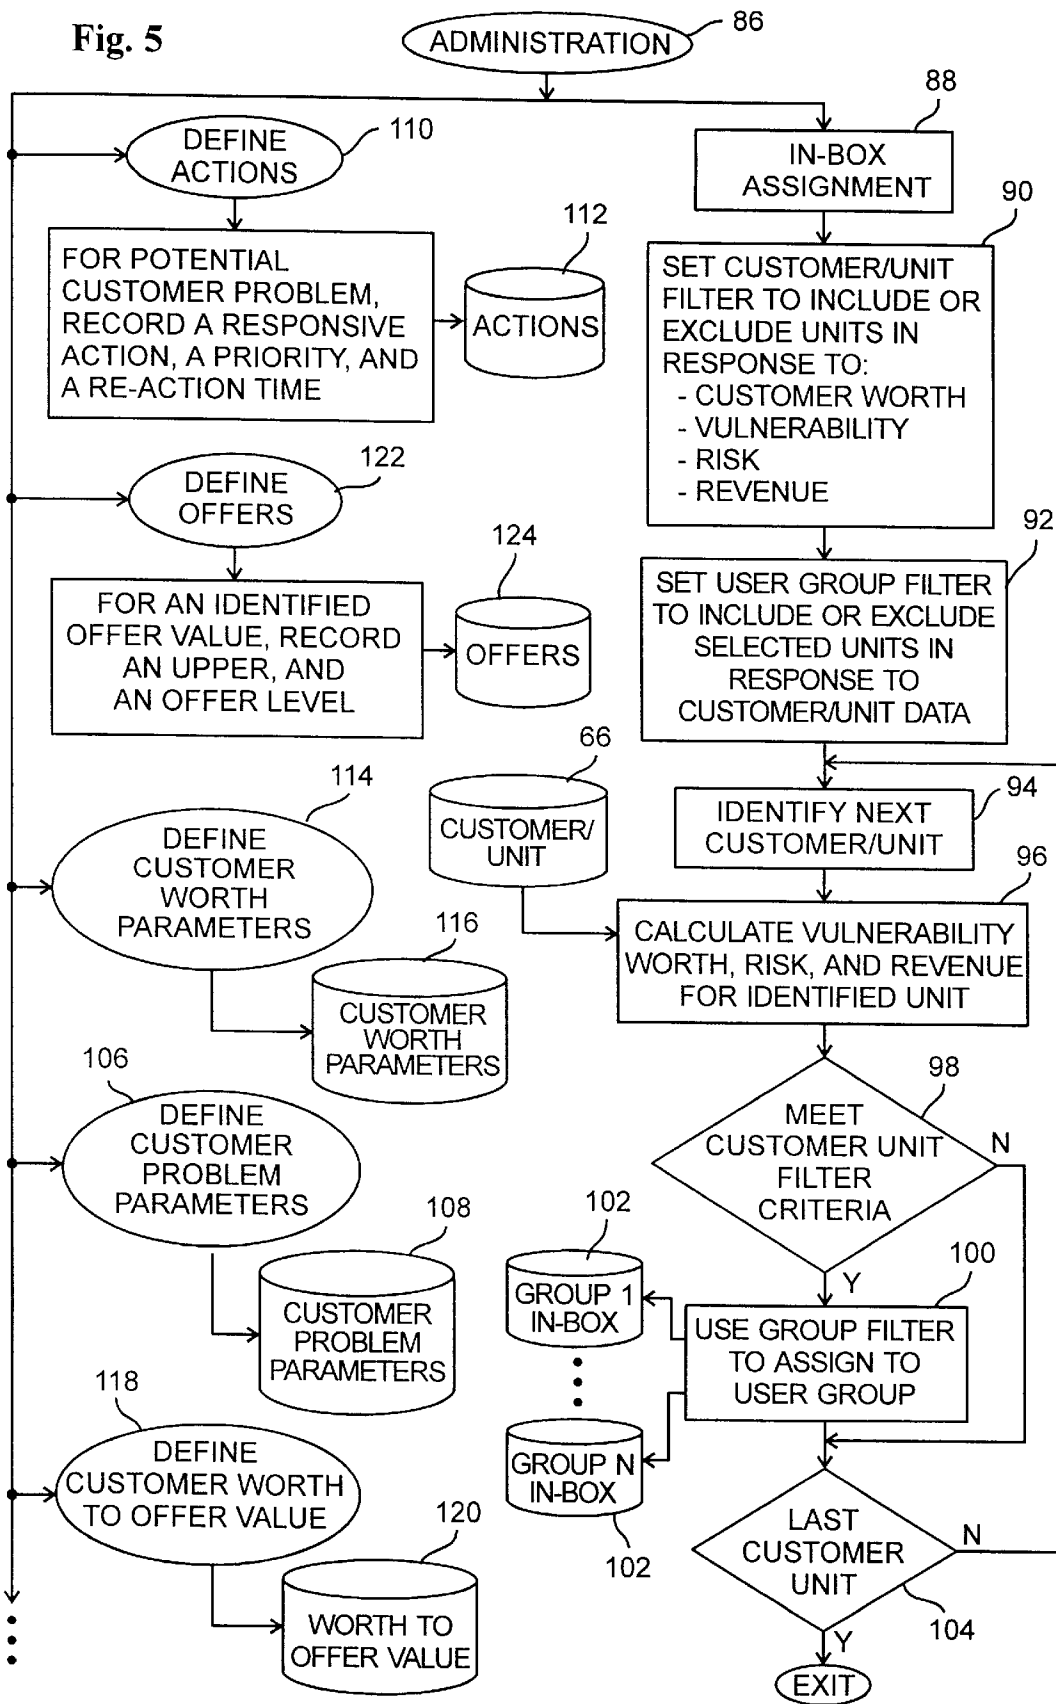 Fig. 5
ADMINISTRATION
86
DEFINE
ACTIONS
110
FOR POTENTIAL
CUSTOMER PROBLEM,
RECORD A RESPONSIVE
ACTION, A PRIORITY, AND
A RE-ACTION TIME
112
ACTIONS
122
DEFINE
OFFERS
FOR AN IDENTIFIED
OFFER VALUE, RECORD
AN UPPER, AND
AN OFFER LEVEL
124
OFFERS
114
DEFINE
CUSTOMER
WORTH
PARAMETERS
116
CUSTOMER
WORTH
PARAMETERS
106
DEFINE
CUSTOMER
PROBLEM
PARAMETERS
108
CUSTOMER
PROBLEM
PARAMETERS
118
DEFINE
CUSTOMER WORTH
TO OFFER VALUE
120
WORTH TO
OFFER VALUE
88
IN-BOX
ASSIGNMENT
90
SET CUSTOMER/UNIT
FILTER TO INCLUDE OR
EXCLUDE UNITS IN
RESPONSE TO:
- CUSTOMER WORTH
- VULNERABILITY
- RISK
- REVENUE
92
SET USER GROUP FILTER
TO INCLUDE OR EXCLUDE
SELECTED UNITS IN
RESPONSE TO
CUSTOMER/UNIT DATA
66
CUSTOMER/
UNIT
94
IDENTIFY NEXT
CUSTOMER/UNIT
96
CALCULATE VULNERABILITY
WORTH, RISK, AND REVENUE
FOR IDENTIFIED UNIT
98
MEET
CUSTOMER UNIT
FILTER
CRITERIA
N
Y
100
USE GROUP FILTER
TO ASSIGN TO
USER GROUP
102
GROUP 1
IN-BOX
GROUP N
IN-BOX
102
LAST
CUSTOMER
UNIT
N
104
Y
EXIT